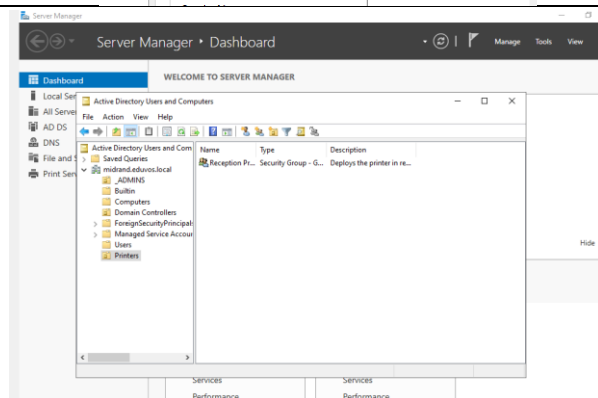 Server Manager
Server Manager • Dashboard
Manage Tools View
Dashboard
Local Ser
All Server
AD DS
DNS
File and S
Print Serv
WELCOME TO SERVER MANAGER
Active Directory Users and Computers
File Action View Help
Active Directory Users and Com
Saved Queries
midrand.eduvos.local
_ADMINS
Builtin
Computers
Domain Controllers
ForeignSecurityPrincipals
Managed Service Accour
Users
Printers
Name Type Description
Reception Pr... Security Group - G... Deploys the printer in re...
Hide
Services Services
Performance Performance